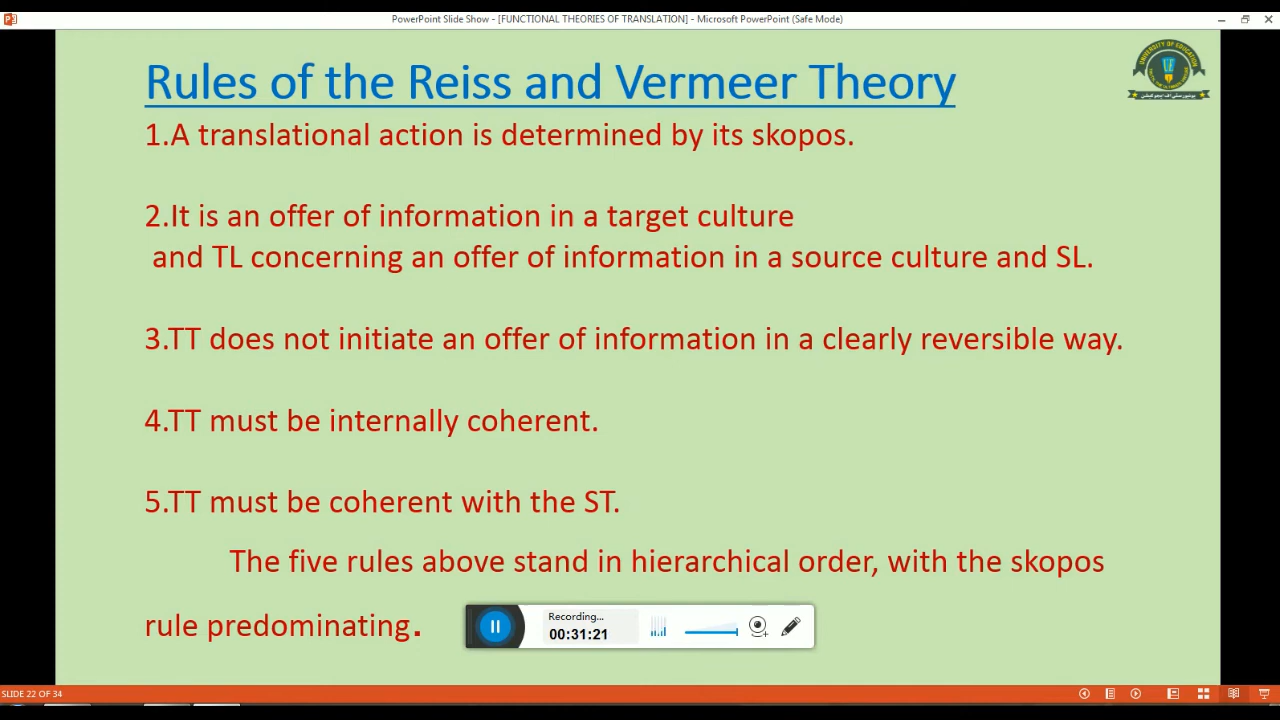 PowerPoint Slide Show - [FUNCTIONAL THEORIES OF TRANSLATION] - Microsoft PowerPoint (Safe Mode)
Rules of the Reiss and Vermeer Theory
UNIVERSITY OF EDUCATION
1.A translational action is determined by its skopos.
2.It is an offer of information in a target culture
and TL concerning an offer of information in a source culture and SL.
3.TT does not initiate an offer of information in a clearly reversible way.
4.TT must be internally coherent.
5.TT must be coherent with the ST.
The five rules above stand in hierarchical order, with the skopos
rule predominating.
Recording...
00:31:21
SLIDE 22 OF 34